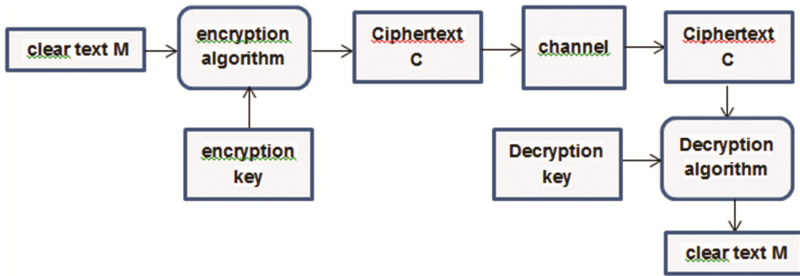 clear text M
encryption
algorithm
Ciphertext
C
channel
Ciphertext
C
encryption
key
Decryption
key
Decryption
algorithm
clear text M